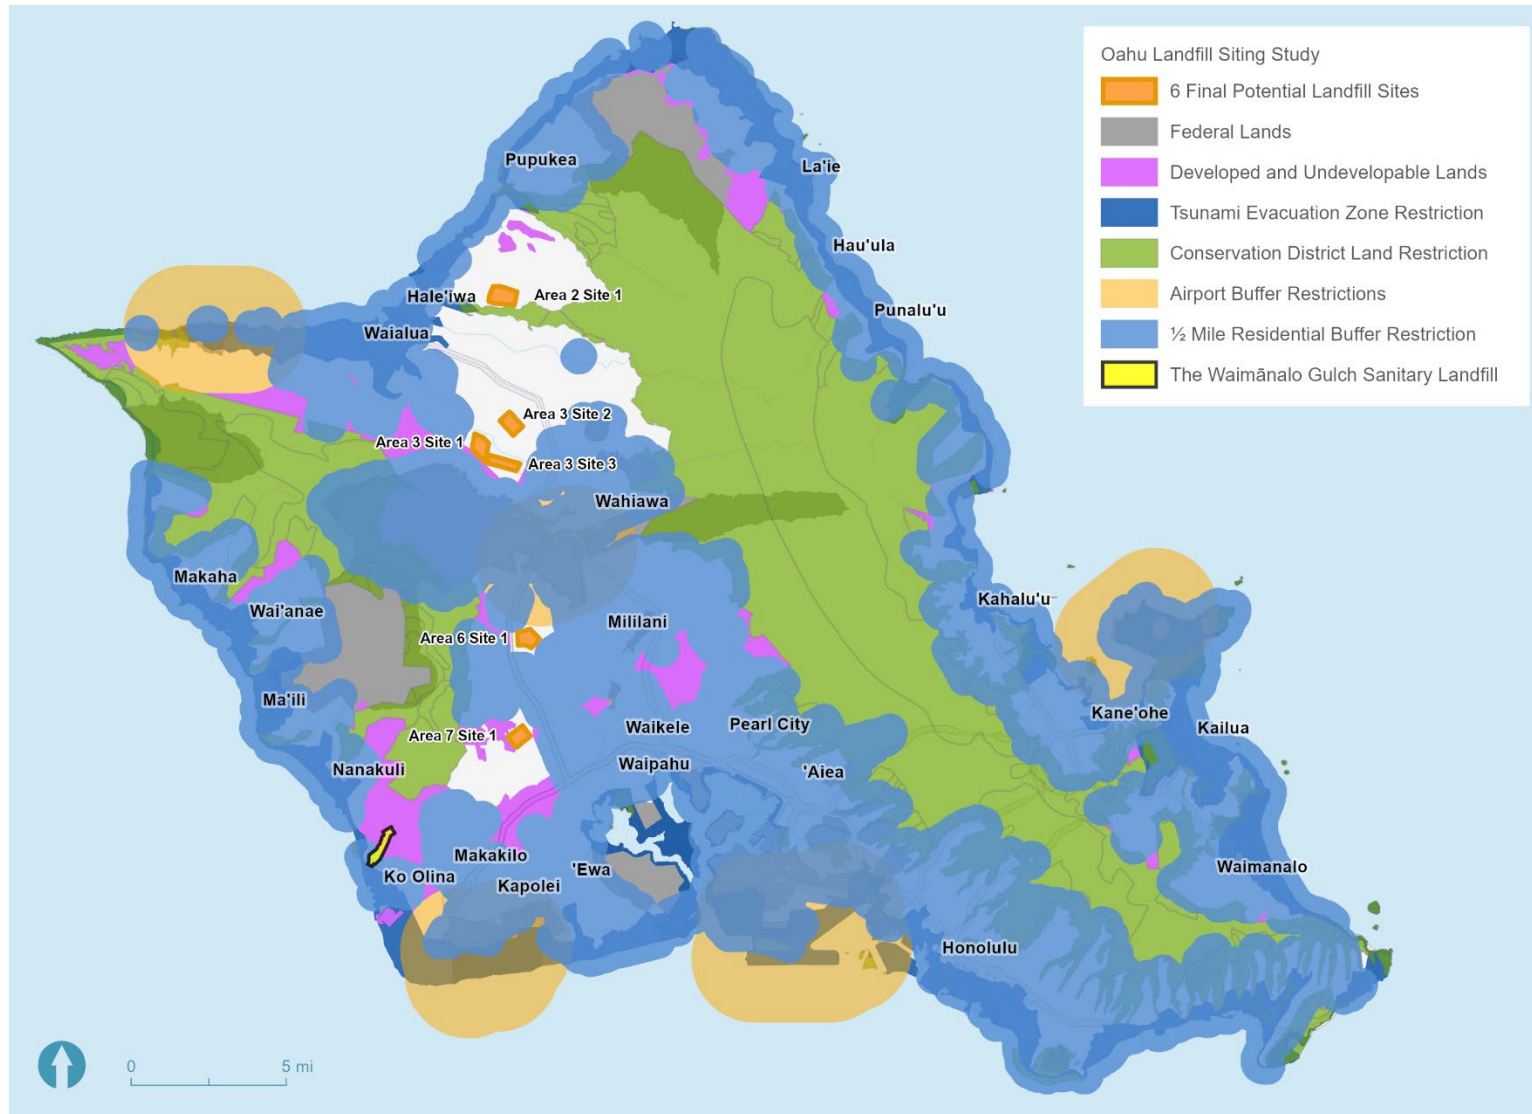 Oahu Landfill Siting Study
6 Final Potential Landfill Sites
Federal Lands
Developed and Undevelopable Lands
Tsunami Evacuation Zone Restriction
Conservation District Land Restriction
Airport Buffer Restrictions
½ Mile Residential Buffer Restriction
The Waimānalo Gulch Sanitary Landfill
Pupukea
La'ie
Hau'ula
Hale'iwa
Area 2 Site 1
Punalu'u
Waialua
Area 3 Site 2
Area 3 Site 1
Area 3 Site 3
Wahiawa
Makaha
Wai'anae
Kahalu'u
Mililani
Area 6 Site 1
Ma'ili
Kane'ohe
Kailua
Waikele
Pearl City
Area 7 Site 1
Nanakuli
Waipahu
'Aiea
Makakilo
'Ewa
Waimanalo
Ko Olina
Kapolei
Honolulu
0
5 mi